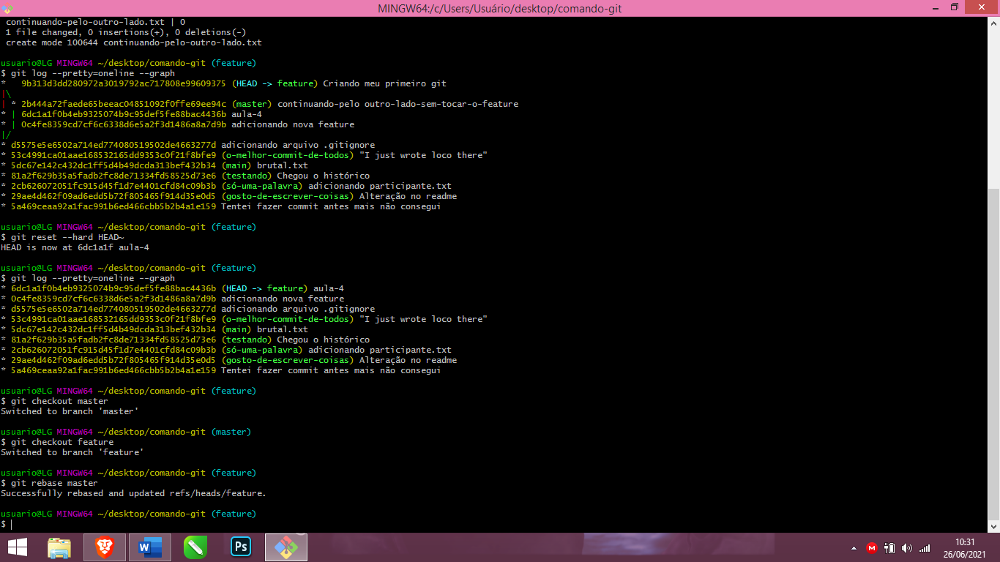 MINGW64:/c/Users/Usuário/desktop/comando-git
continuando-pelo-outro-lado.txt | 0
1 file changed, 0 insertions(+), 0 deletions(-)
create mode 100644 continuando-pelo-outro-lado.txt
usuario@LG MINGW64 ~/desktop/comando-git (feature)
$ git log --pretty=oneline --graph
*   9b313d3dd280972a3019792ac717808e99609375 (HEAD -> feature) Criando meu primeiro git
|\
| * 2b444a72faede65beeac04851092f0ffe69ee94c (master) continuando-pelo outro-lado-sem-tocar-o-feature
* | 6dc1a1f0b4eb9325074b9c95def5fe88bac4436b aula-4
* | 0c4fe8359cd7cf6c6338d6e5a2f3d1486a8a7d9b adicionando nova feature
|/
* d5575e5e6502a714ed774080519502de4663277d adicionando arquivo .gitignore
* 53c4991ca01aae168532165dd9353c0f21f8bfe9 (o-melhor-commit-de-todos) "I just wrote loco there"
* 5dc67e142c432dc1ff5d4b49dcda313bef432b34 (main) brutal.txt
* 81a2f629b35a5fadb2fc8de71334fd58525d73e6 (testando) Chegou o histórico
* 2cb626072051fc915d45f1d7e4401cfd84c09b3b (só-uma-palavra) adicionando participante.txt
* 29ae4d462f09ad6edd5b72f805465f914d35e0d5 (gosto-de-escrever-coisas) Alteração no readme
* 5a469ceaa92a1fac991b6ed466cbb5b2b4a1e159 Tentei fazer commit antes mais não consegui
usuario@LG MINGW64 ~/desktop/comando-git (feature)
$ git reset --hard HEAD~
HEAD is now at 6dc1a1f aula-4
usuario@LG MINGW64 ~/desktop/comando-git (feature)
$ git log --pretty=oneline --graph
* 6dc1a1f0b4eb9325074b9c95def5fe88bac4436b (HEAD -> feature) aula-4
* 0c4fe8359cd7cf6c6338d6e5a2f3d1486a8a7d9b adicionando nova feature
* d5575e5e6502a714ed774080519502de4663277d adicionando arquivo .gitignore
* 53c4991ca01aae168532165dd9353c0f21f8bfe9 (o-melhor-commit-de-todos) "I just wrote loco there"
* 5dc67e142c432dc1ff5d4b49dcda313bef432b34 (main) brutal.txt
* 81a2f629b35a5fadb2fc8de71334fd58525d73e6 (testando) Chegou o histórico
* 2cb626072051fc915d45f1d7e4401cfd84c09b3b (só-uma-palavra) adicionando participante.txt
* 29ae4d462f09ad6edd5b72f805465f914d35e0d5 (gosto-de-escrever-coisas) Alteração no readme
* 5a469ceaa92a1fac991b6ed466cbb5b2b4a1e159 Tentei fazer commit antes mais não consegui
usuario@LG MINGW64 ~/desktop/comando-git (feature)
$ git checkout master
Switched to branch 'master'
usuario@LG MINGW64 ~/desktop/comando-git (master)
$ git checkout feature
Switched to branch 'feature'
usuario@LG MINGW64 ~/desktop/comando-git (feature)
$ git rebase master
Successfully rebased and updated refs/heads/feature.
usuario@LG MINGW64 ~/desktop/comando-git (feature)
$
W
Ps
M
10:31
26/06/2021